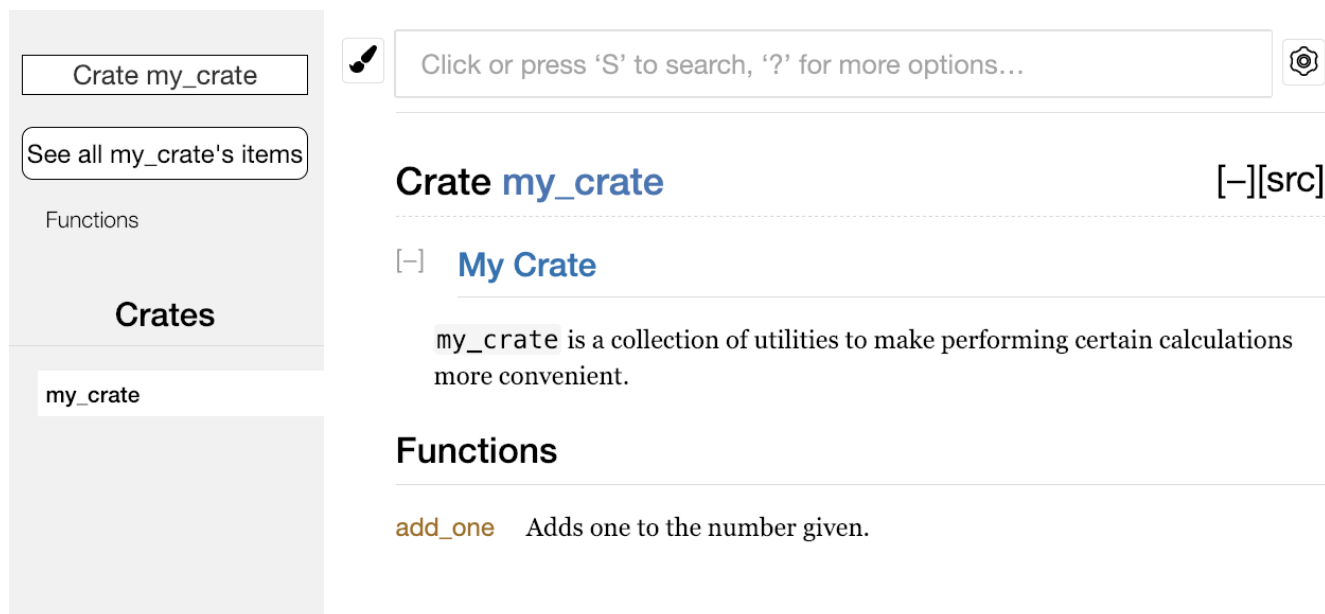 Crate my_crate
See all my_crate's items
Functions
Crates
my_crate
Click or press ‘S’ to search, ‘?’ for more options…
Crate my_crate
[−][src]
[−]
My Crate
my_crate is a collection of utilities to make performing certain calculations
more convenient.
Functions
add_one Adds one to the number given.